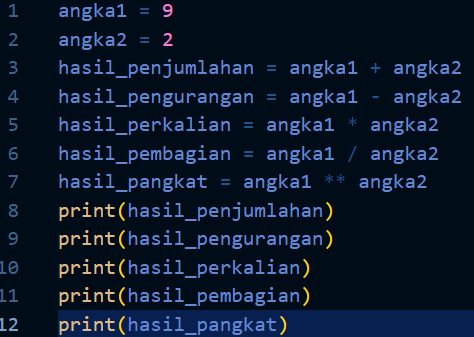 1 angka1 = 9
2 angka2 = 2
3 hasil_penjumlahan = angka1 + angka2
4 hasil_pengurangan = angka1 - angka2
5 hasil_perkalian = angka1 * angka2
6 hasil_pembagian = angka1 / angka2
7 hasil_pangkat = angka1 ** angka2
8 print(hasil_penjumlahan)
9 print(hasil_pengurangan)
10 print(hasil_perkalian)
11 print(hasil_pembagian)
12 print(hasil_pangkat)